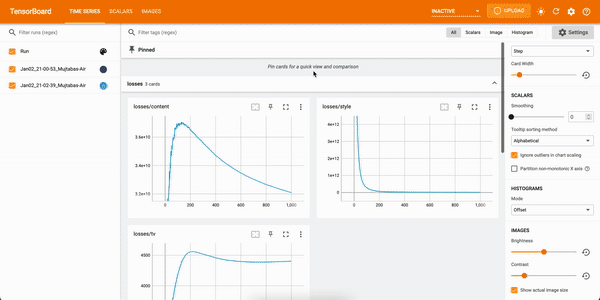 TensorBoard TIME SERIES SCALARS IMAGES INACTIVE UPLOAD
Filter runs (regex) Filter tags (regex) All Scalars Image Histogram Settings
Run
Jan02_21-00-53_Mujtabas-Air
Jan02_21-02-39_Mujtabas-Air
Pinned
Pin cards for a quick view and comparison
losses 3 cards
losses/content
3.6e+10
3.4e+10
3.2e+10
0 200 400 600 800 1,000
losses/style
4e+12
3e+12
2e+12
1e+12
0
0 200 400 600 800 1,000
losses/tv
4500
4000
Step
Card Width
SCALARS
Smoothing
0
Tooltip sorting method
Alphabetical
Ignore outliers in chart scaling
Partition non-monotonic X axis
HISTOGRAMS
Mode
Offset
IMAGES
Brightness
Contrast
Show actual image size